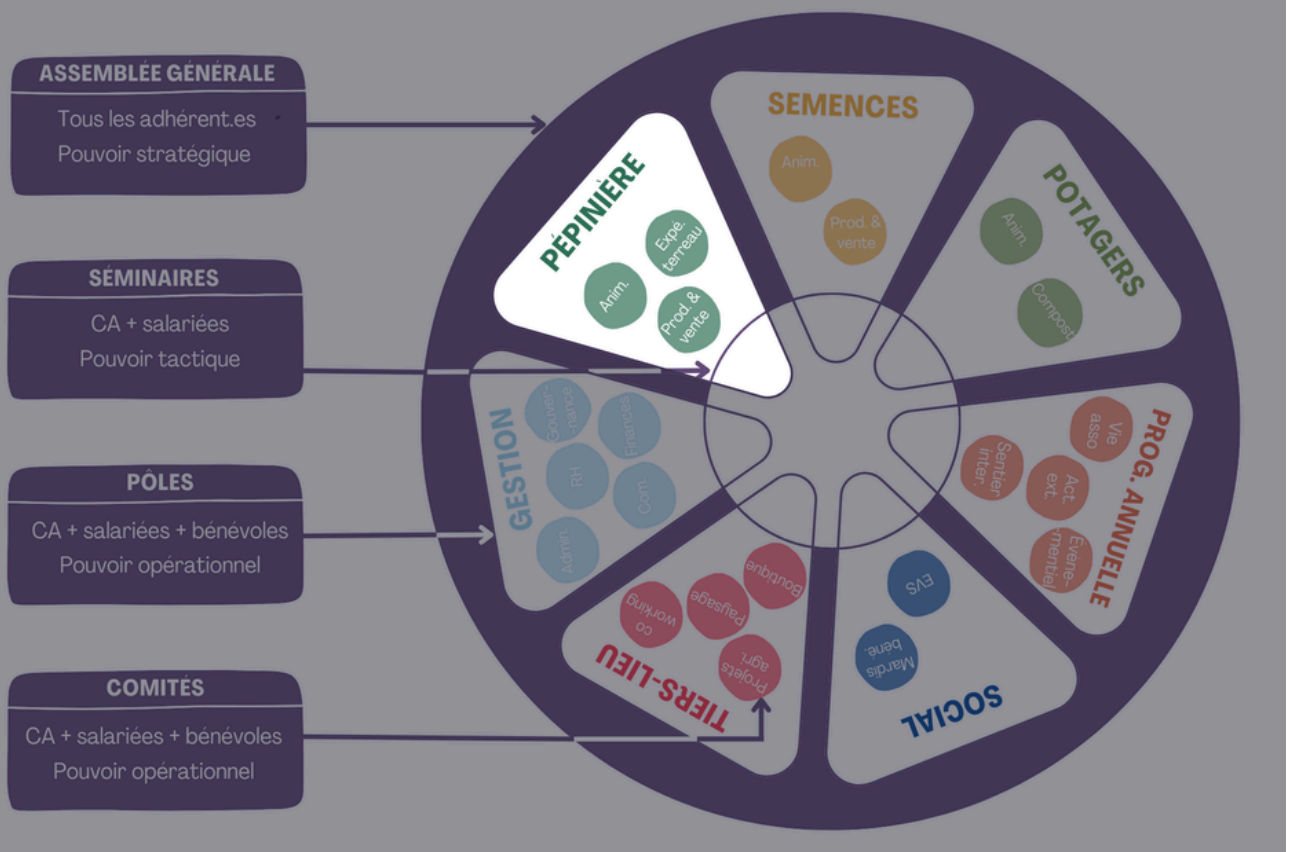 ASSEMBLÉE GÉNÉRALE
Tous les adhérent.es
Pouvoir stratégique
SÉMINAIRES
CA + salariées
Pouvoir tactique
PÔLES
CA + salariées + bénévoles
Pouvoir opérationnel
COMITÉS
CA + salariées + bénévoles
Pouvoir opérationnel
PÉPINIÈRE
Expé.
terreau
Anim.
Prod. &
vente
SEMENCES
Anim.
Prod. &
vente
POTAGERS
Anim.
Compost
PROG. ANNUELLE
Vie
asso
Sentier
inter.
Act.
ext.
Évène-
mentiel
SOCIAL
EVS
Mardis
béné.
TIERS-LIEU
Boutique
Paysage
co
working
Projets
agri.
GESTION
Gouver-
-nance
Finances
RH
Com.
Admin.